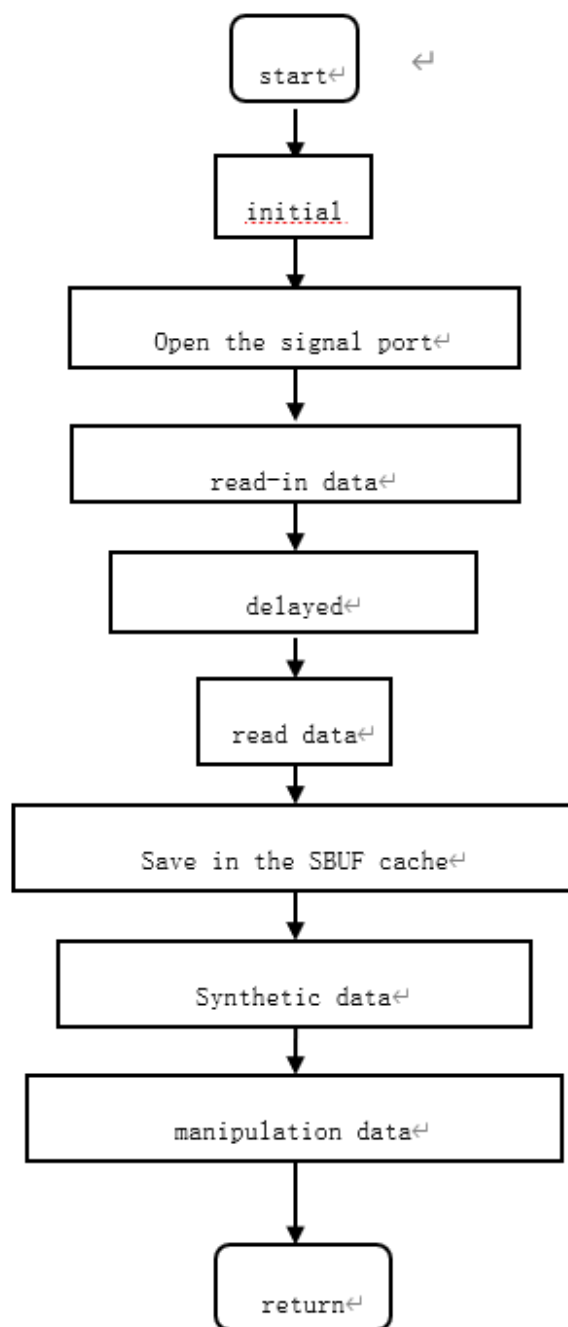 start
initial
Open the signal port
read-in data
delayed
read data
Save in the SBUF cache
Synthetic data
manipulation data
return